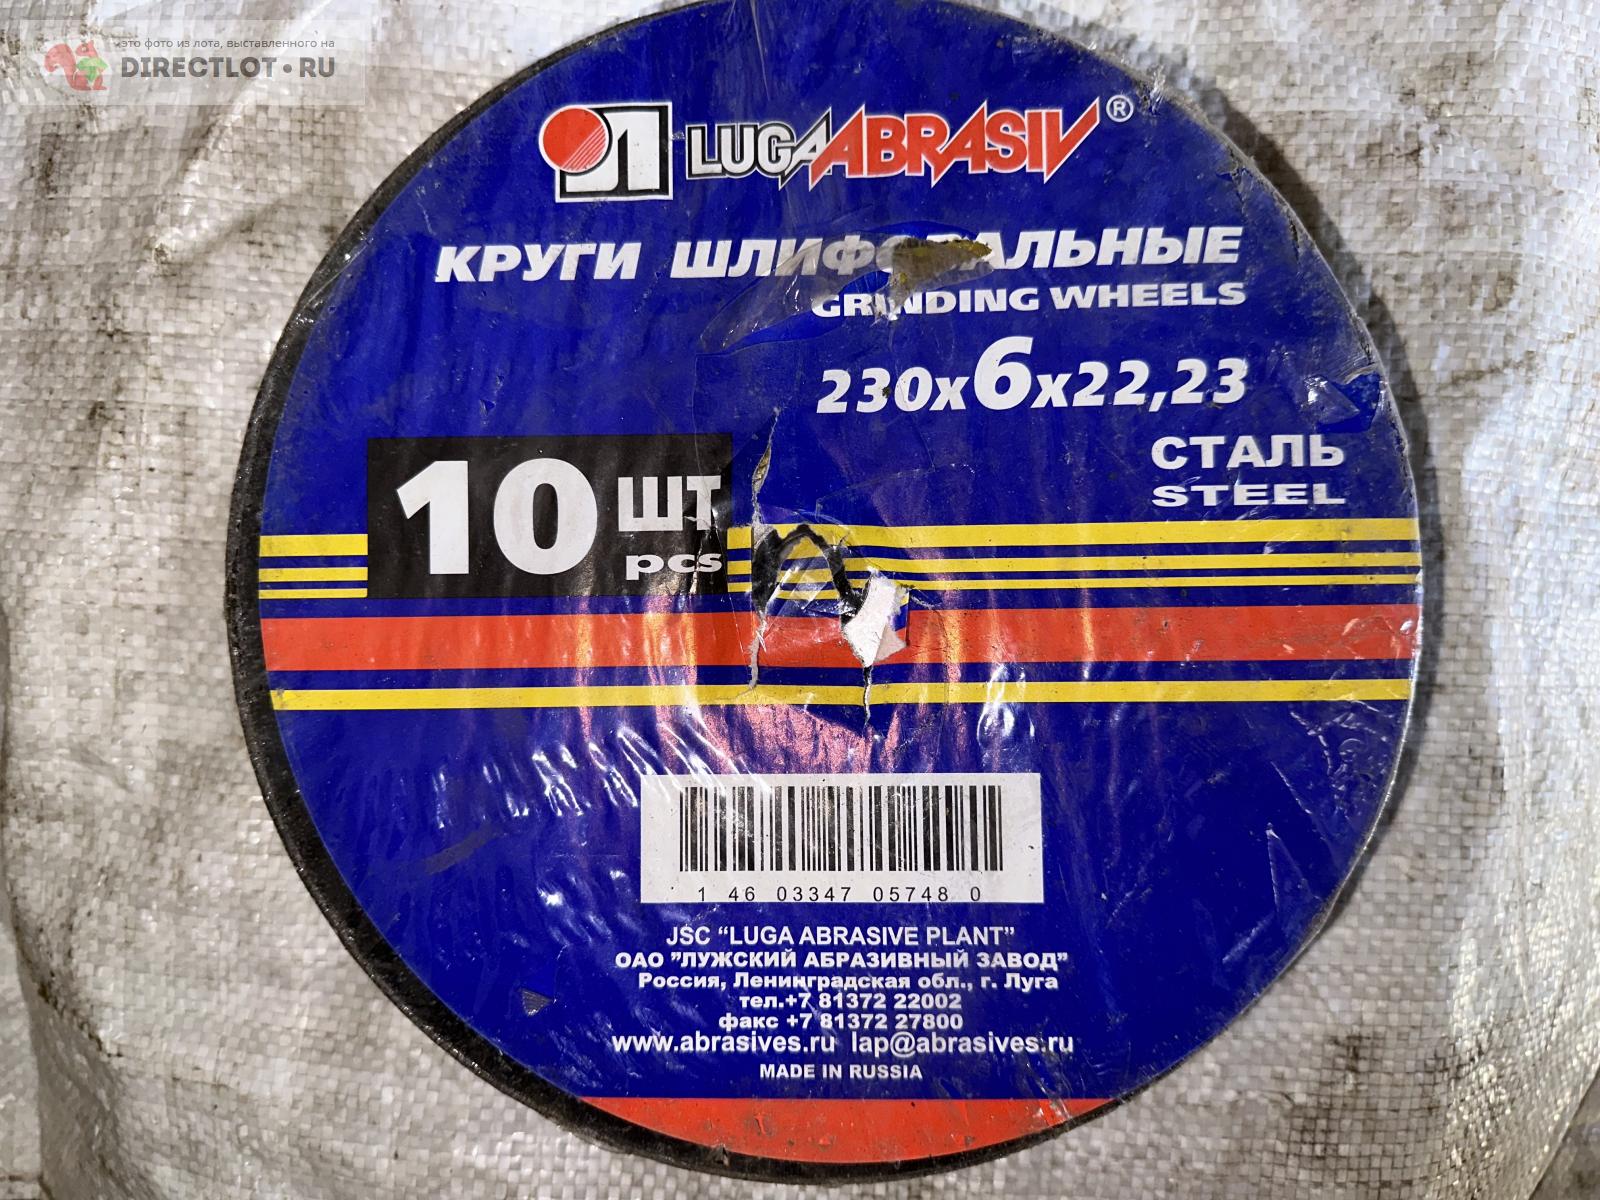 это фото из лота, выставленного на
DIRECTLOT.RU
Л LUGAABRASIV®
КРУГИ ШЛИФОВАЛЬНЫЕ
GRINDING WHEELS
230x6x22,23
СТАЛЬ
STEEL
10 шт
pcs
1 46 03347 05748 0
JSC “LUGA ABRASIVE PLANT”
ОАО "ЛУЖСКИЙ АБРАЗИВНЫЙ ЗАВОД"
Россия, Ленинградская обл., г. Луга
тел.+7 81372 22002
факс +7 81372 27800
www.abrasives.ru lap@abrasives.ru
MADE IN RUSSIA